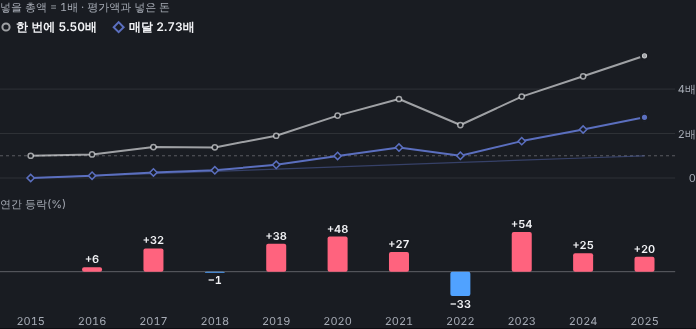 넣을 총액 = 1배 · 평가액과 넣은 돈
한 번에 5.50배 매달 2.73배
4배
2배
0
연간 등락(%)
+6 +32 −1 +38 +48 +27 −33 +54 +25 +20
2015 2016 2017 2018 2019 2020 2021 2022 2023 2024 2025